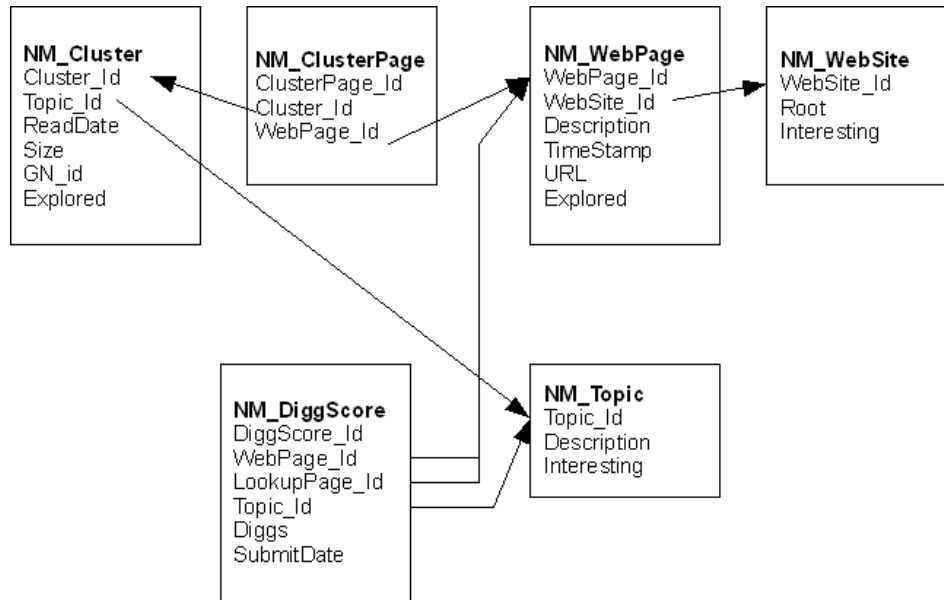 NM_Cluster
Cluster_Id
Topic_Id
ReadDate
Size
GN_id
Explored
NM_ClusterPage
ClusterPage_Id
Cluster_Id
WebPage_Id
NM_WebPage
WebPage_Id
WebSite_Id
Description
TimeStamp
URL
Explored
NM_WebSite
WebSite_Id
Root
Interesting
NM_DiggScore
DiggScore_Id
WebPage_Id
LookupPage_Id
Topic_Id
Diggs
SubmitDate
NM_Topic
Topic_Id
Description
Interesting